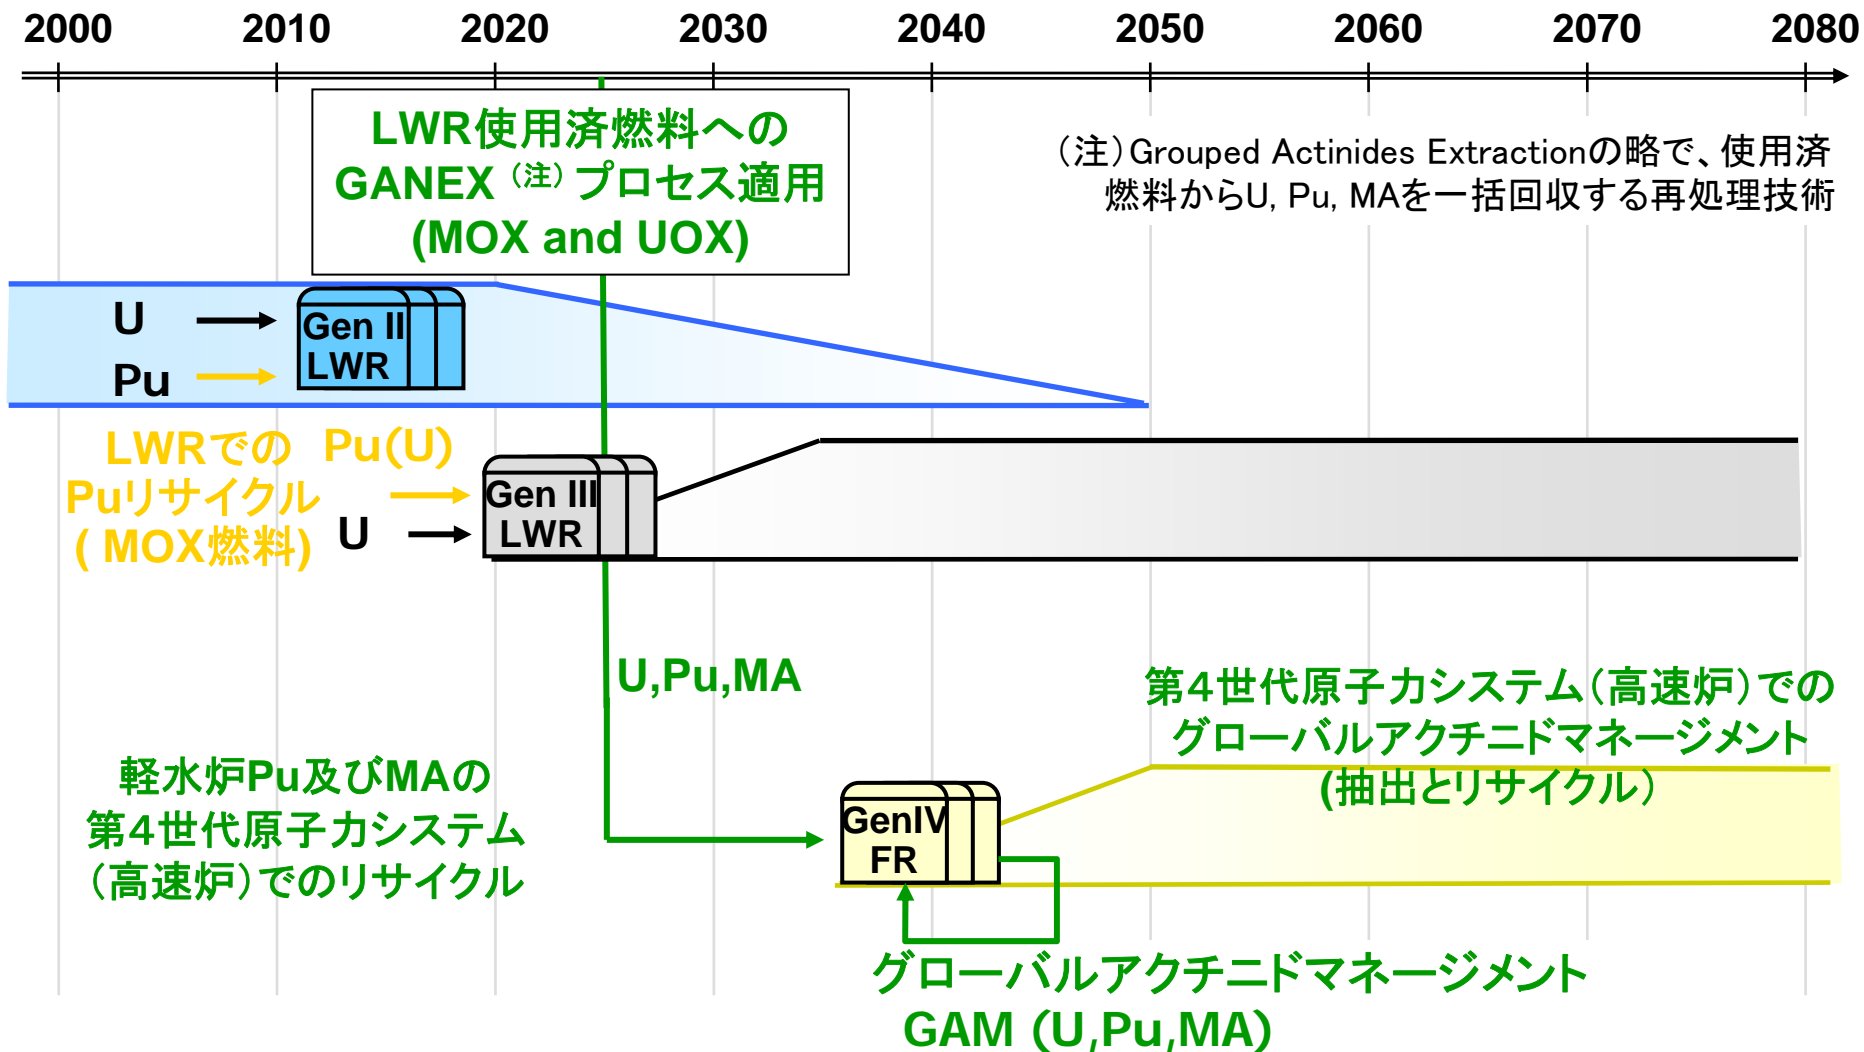 2000 2010 2020 2030 2040 2050 2060 2070 2080
LWR使用済燃料への
GANEX（注）プロセス適用
(MOX and UOX)
（注）Grouped Actinides Extractionの略で、使用済
燃料からU, Pu, MAを一括回収する再処理技術
U
Pu
Gen II
LWR
LWRでの
Puリサイクル
( MOX燃料)
Pu(U)
U
Gen III
LWR
U,Pu,MA
第４世代原子力システム（高速炉）での
グローバルアクチニドマネージメント
(抽出とリサイクル）
軽水炉Pu及びMAの
第４世代原子力システム
（高速炉）でのリサイクル
GenIV
FR
グローバルアクチニドマネージメント
GAM (U,Pu,MA)